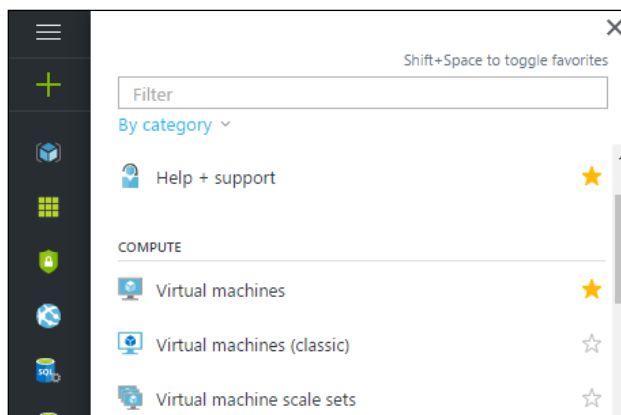 Shift+Space to toggle favorites
Filter
By category
Help + support
COMPUTE
Virtual machines
Virtual machines (classic)
SQL
Virtual machine scale sets